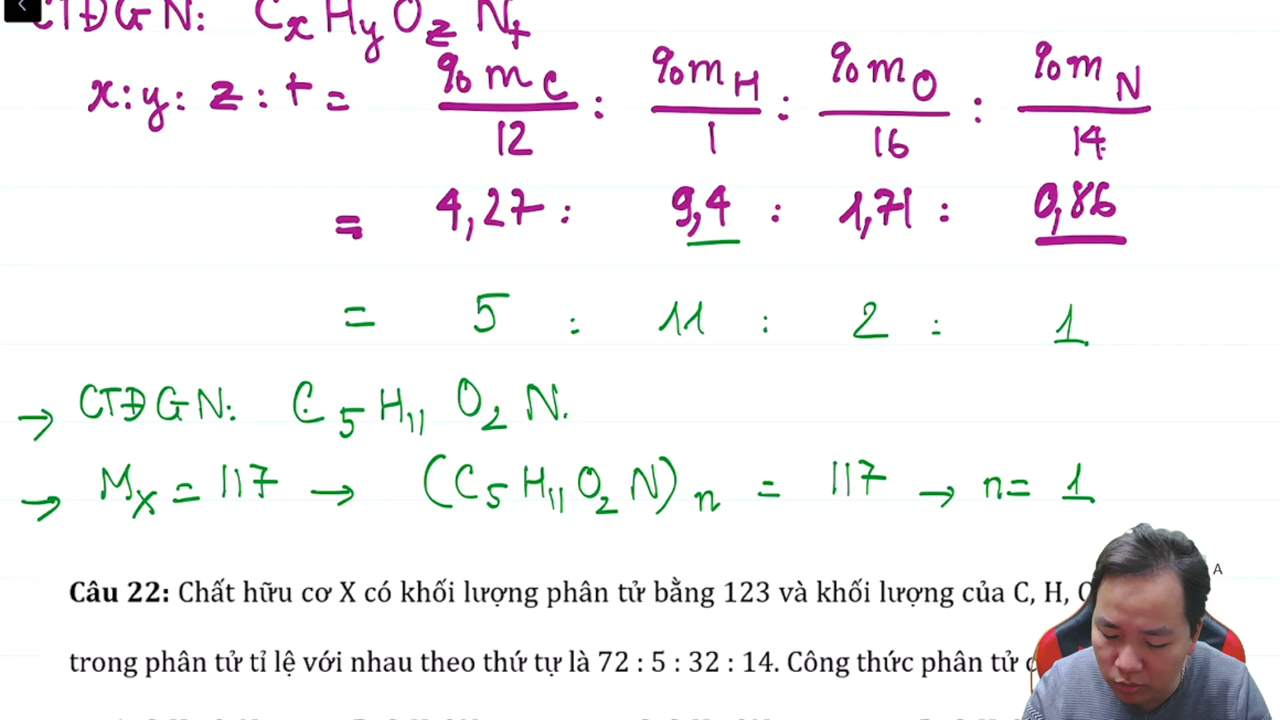 CTĐGN: CxHyOzNt
x:y:z:t = %mC/12 : %mH/1 : %mO/16 : %mN/14
= 4,27 : 9,4 : 1,71 : 0,86
= 5 : 11 : 2 : 1
→ CTĐGN: C5H11O2N.
→ MX = 117 → (C5H11O2N)n = 117 → n = 1
A
Câu 22: Chất hữu cơ X có khối lượng phân tử bằng 123 và khối lượng của C, H,
trong phân tử tỉ lệ với nhau theo thứ tự là 72 : 5 : 32 : 14. Công thức phân tử